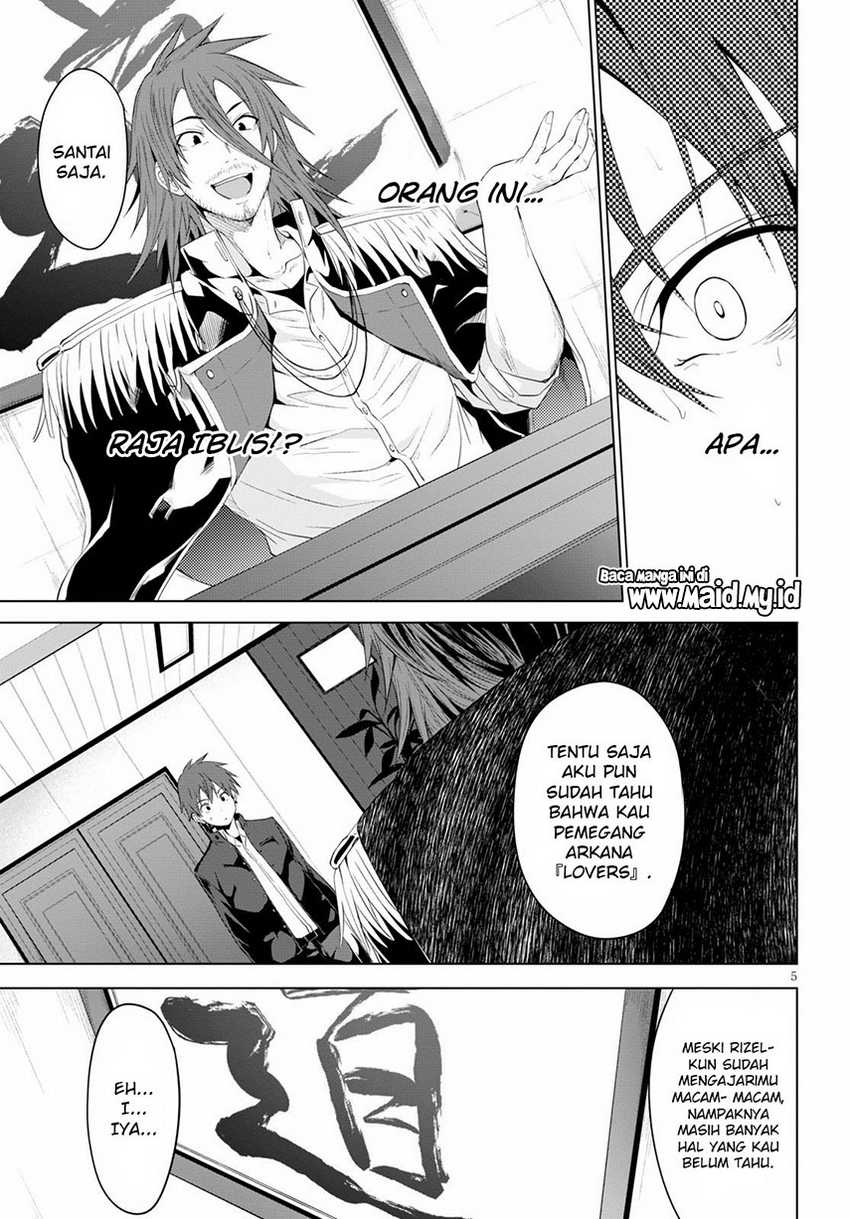 APA...
ORANG INI...
SANTAI
SAJA.
RAJA IBLIS!?
Baca Manga ini di
www.Maid.My.id
TENTU SAJA
AKU PUN
SUDAH TAHU
BAHWA KAU
PEMEGANG
ARKANA
『LOVERS』.
5
MESKI RIZEL-
KUN SUDAH
MENGAJARIMU
MACAM- MACAM,
NAMPAKNYA
MASIH BANYAK
HAL YANG KAU
BELUM TAHU.
道
EH...
I...
IYA...